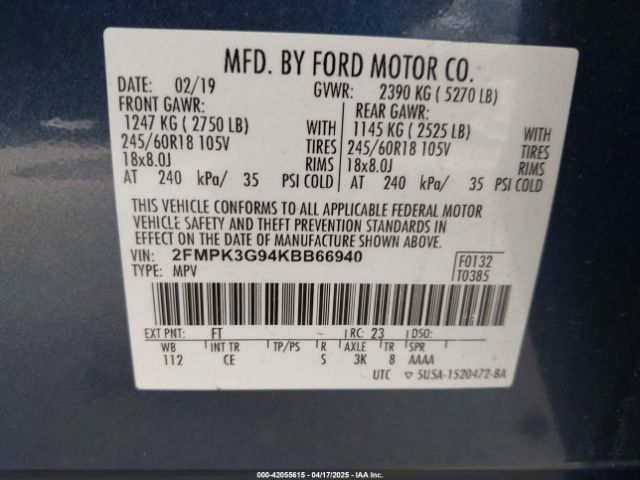 MFD. BY FORD MOTOR CO.
DATE: 02/19 GVWR: 2390 KG ( 5270 LB)
FRONT GAWR: REAR GAWR:
1247 KG ( 2750 LB) WITH 1145 KG ( 2525 LB) WITH
245/60R18 105V TIRES 245/60R18 105V TIRES
18x8.0J RIMS 18x8.0J RIMS
AT 240 kPa/ 35 PSI COLD AT 240 kPa/ 35 PSI COLD
THIS VEHICLE CONFORMS TO ALL APPLICABLE FEDERAL MOTOR
VEHICLE SAFETY AND THEFT PREVENTION STANDARDS IN
EFFECT ON THE DATE OF MANUFACTURE SHOWN ABOVE.
VIN: 2FMPK3G94KBB66940 F0132
TYPE: MPV T0385
EXT PNT: FT RC: 23 DSO:
WB INT TR TP/PS R AXLE TR SPR
112 CE S 3K 8 AAAA
UTC ▽ 5U5A-1520472-BA
000-42055615 - 04/17/2025 - IAAI.COM